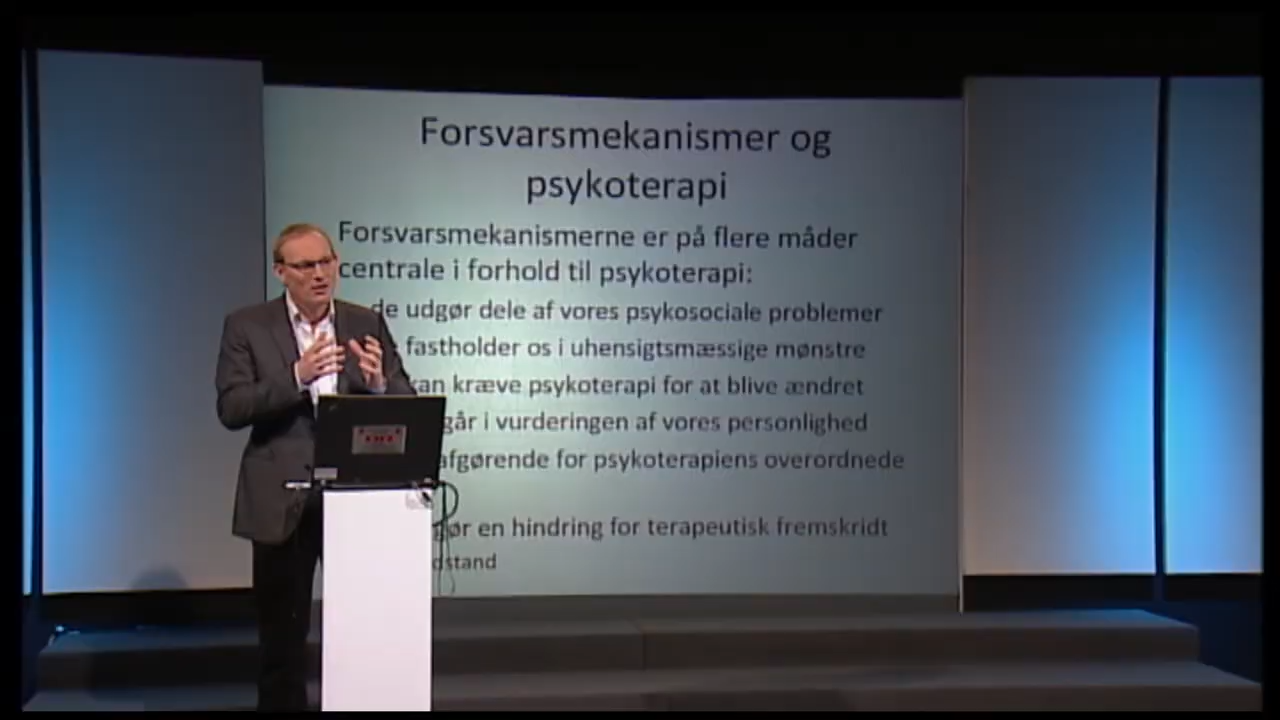 Forsvarsmekanismer og
psykoterapi
Forsvarsmekanismerne er på flere måder
centrale i forhold til psykoterapi:
de udgør dele af vores psykosociale problemer
fastholder os i uhensigtsmæssige mønstre
kan kræve psykoterapi for at blive ændret
går i vurderingen af vores personlighed
afgørende for psykoterapiens overordnede
gør en hindring for terapeutisk fremskridt
dstand